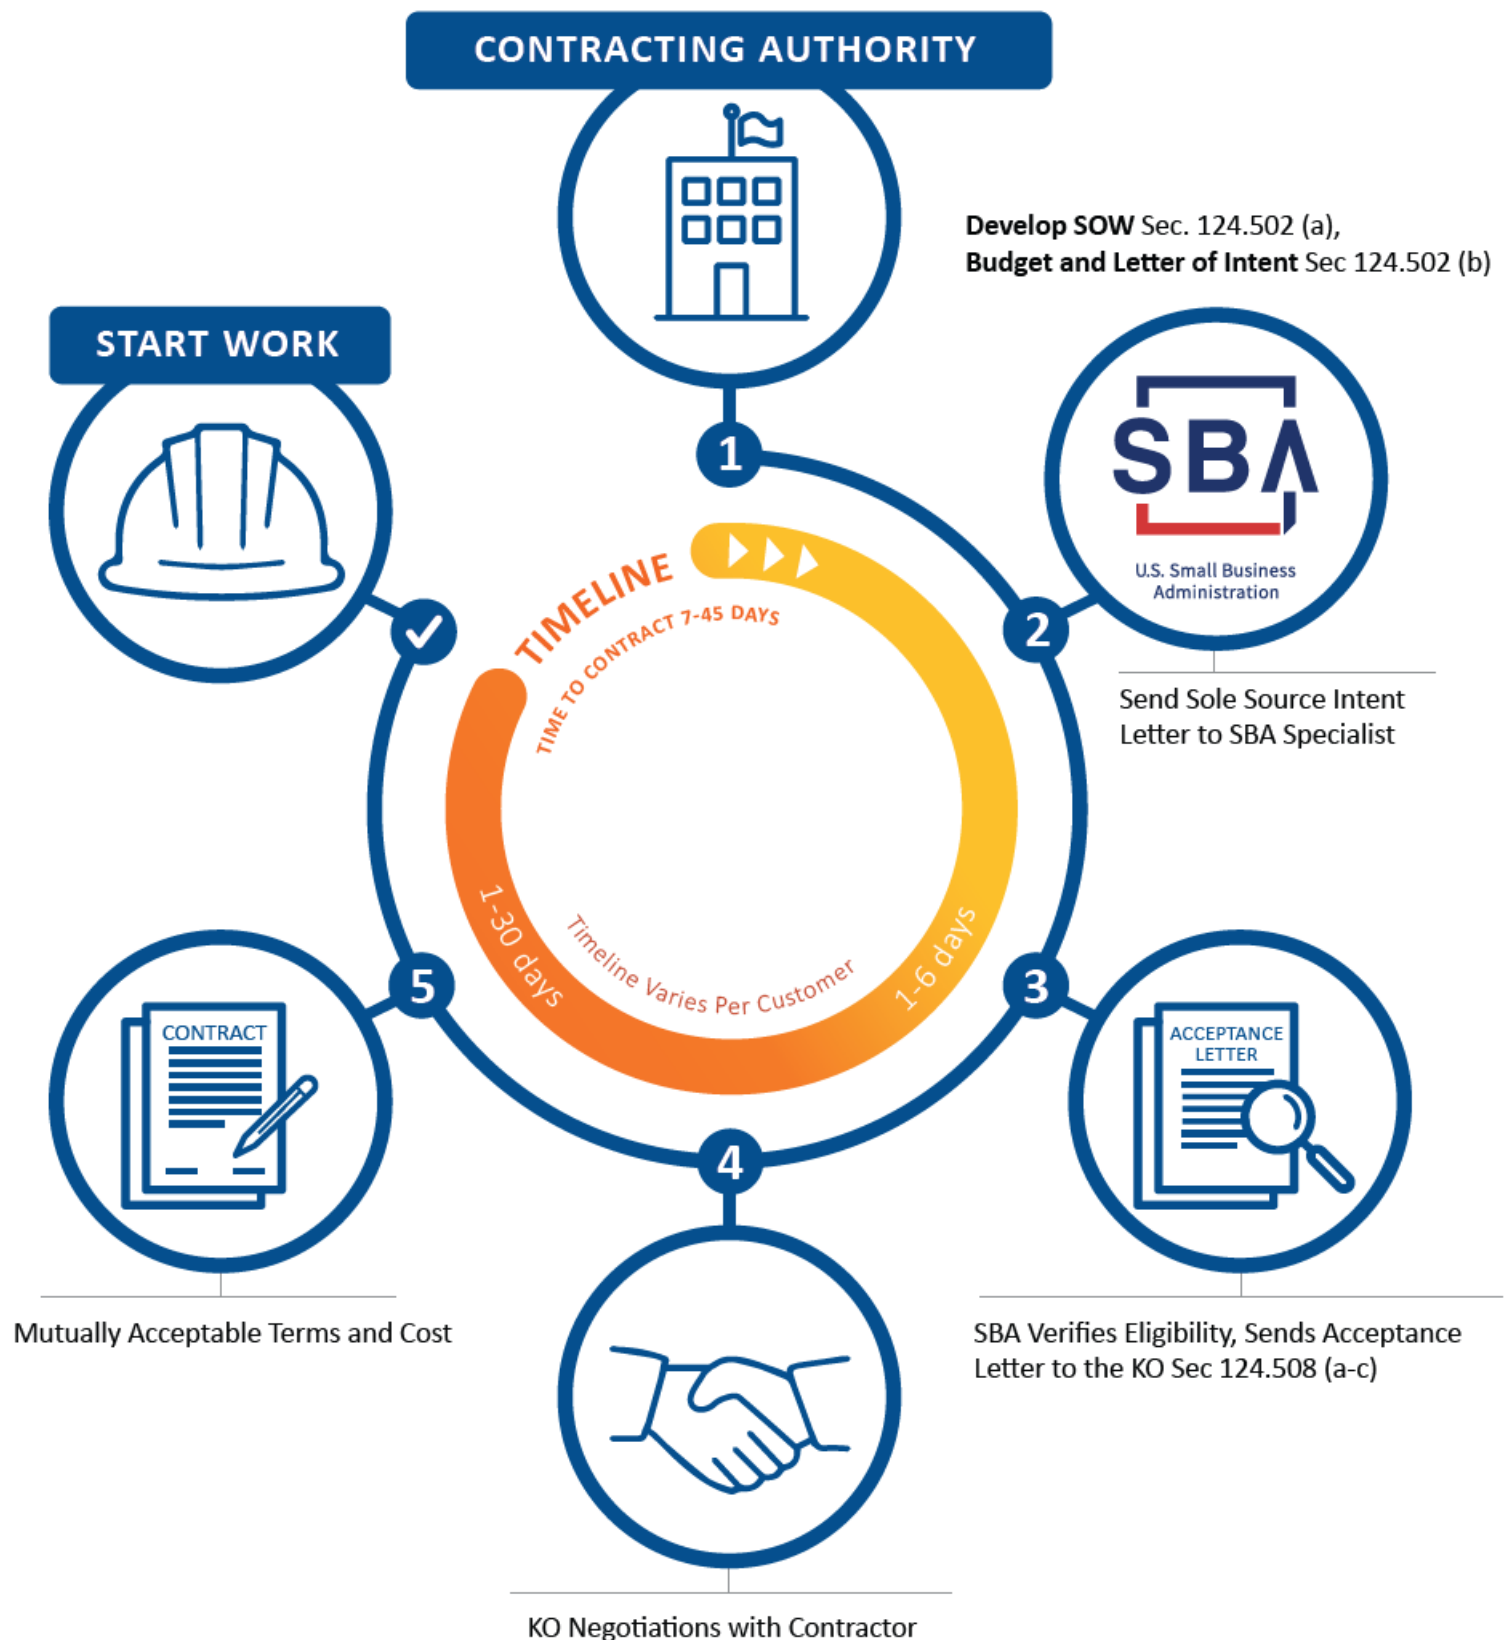 CONTRACTING AUTHORITY
Develop SOW Sec. 124.502 (a),
Budget and Letter of Intent Sec 124.502 (b)
START WORK
1
SBA
U.S. Small Business
Administration
2
Send Sole Source Intent
Letter to SBA Specialist
TIMELINE
TIME TO CONTRACT 7-45 DAYS
1-6 days
1-30 days
Timeline Varies Per Customer
3
ACCEPTANCE
LETTER
SBA Verifies Eligibility, Sends Acceptance
Letter to the KO Sec 124.508 (a-c)
4
KO Negotiations with Contractor
5
CONTRACT
Mutually Acceptable Terms and Cost